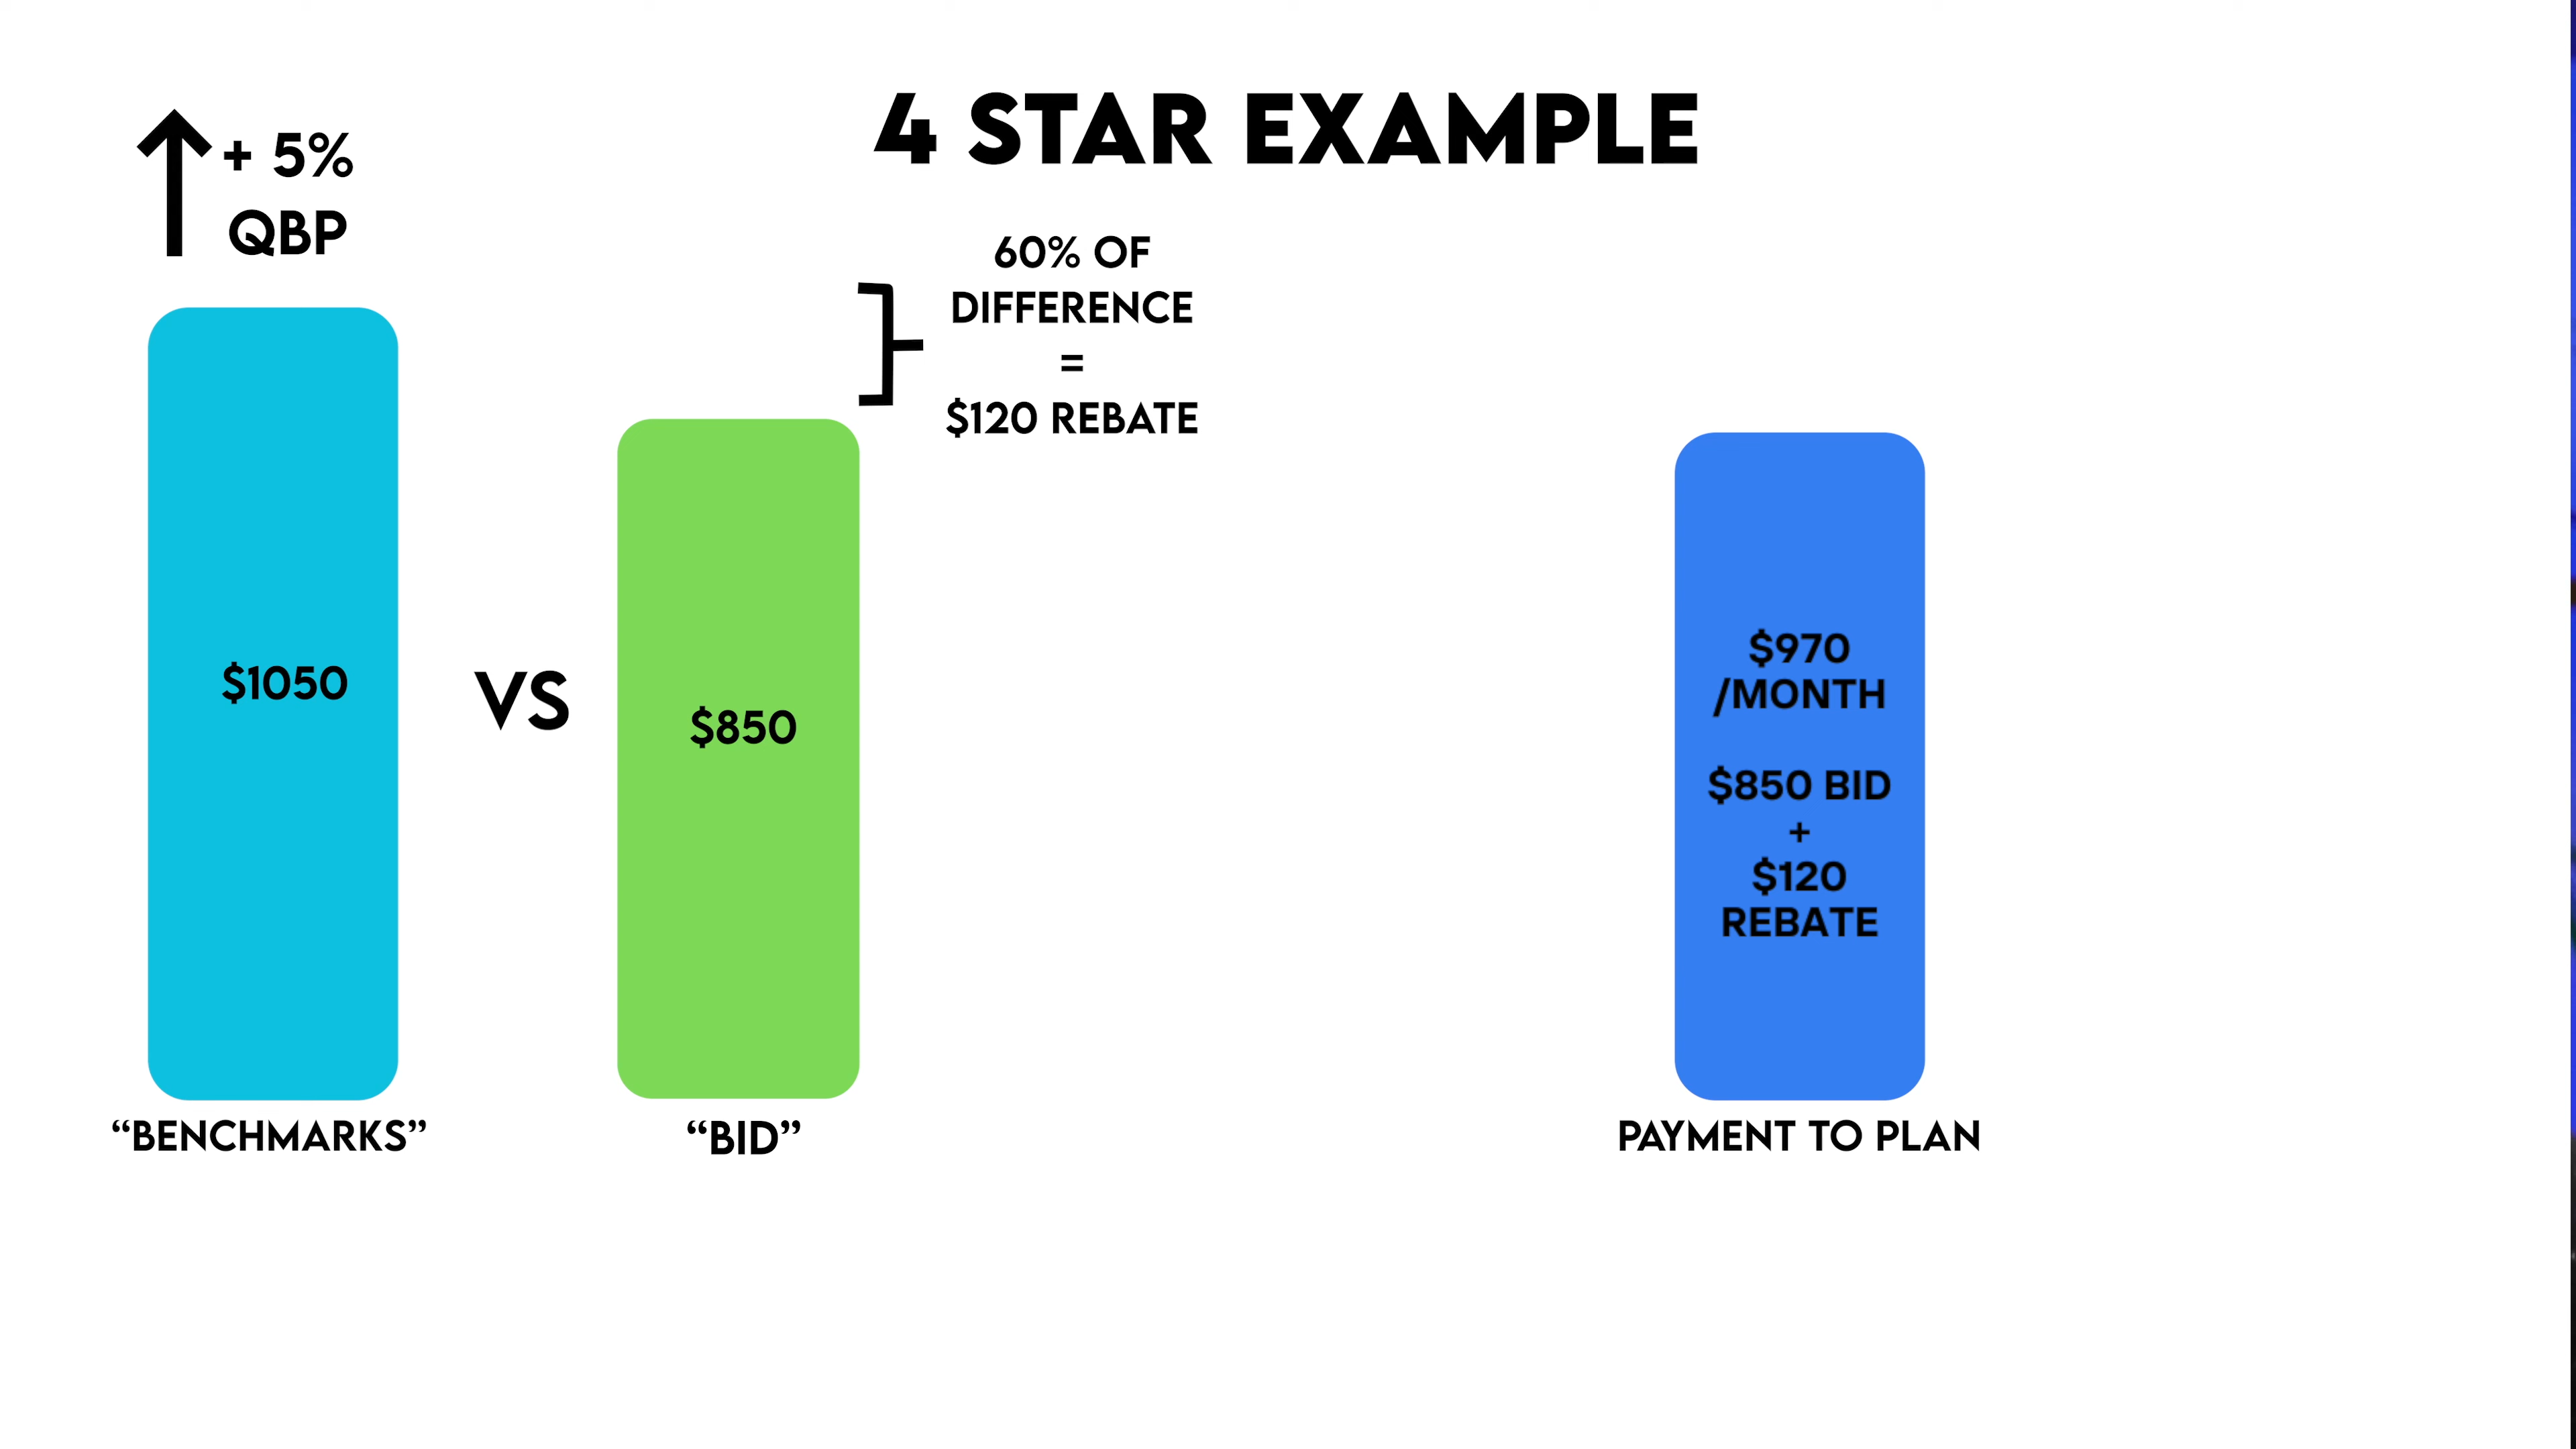 4 STAR EXAMPLE
+ 5%
QBP
60% OF
DIFFERENCE
=
$120 REBATE
$1050
VS
$850
$970
/MONTH
$850 BID
+
$120
REBATE
“BENCHMARKS”
“BID”
PAYMENT TO PLAN